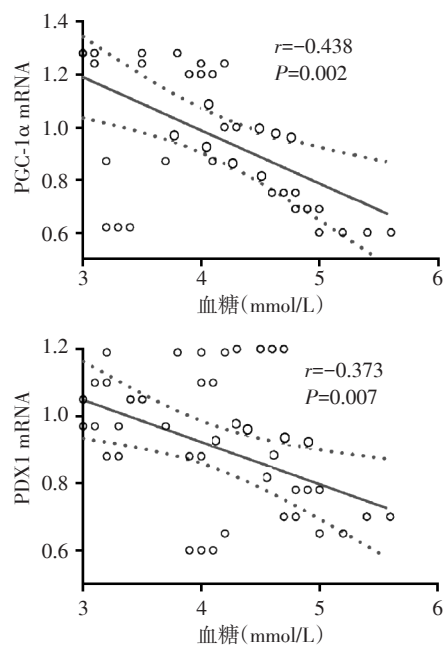 PGC-1α mRNA
1.4
1.2
1.0
0.8
0.6
r=−0.438
P=0.002
3 4 5 6
血糖(mmol/L)
PDX1 mRNA
1.2
1.0
0.8
0.6
r=−0.373
P=0.007
3 4 5 6
血糖(mmol/L)